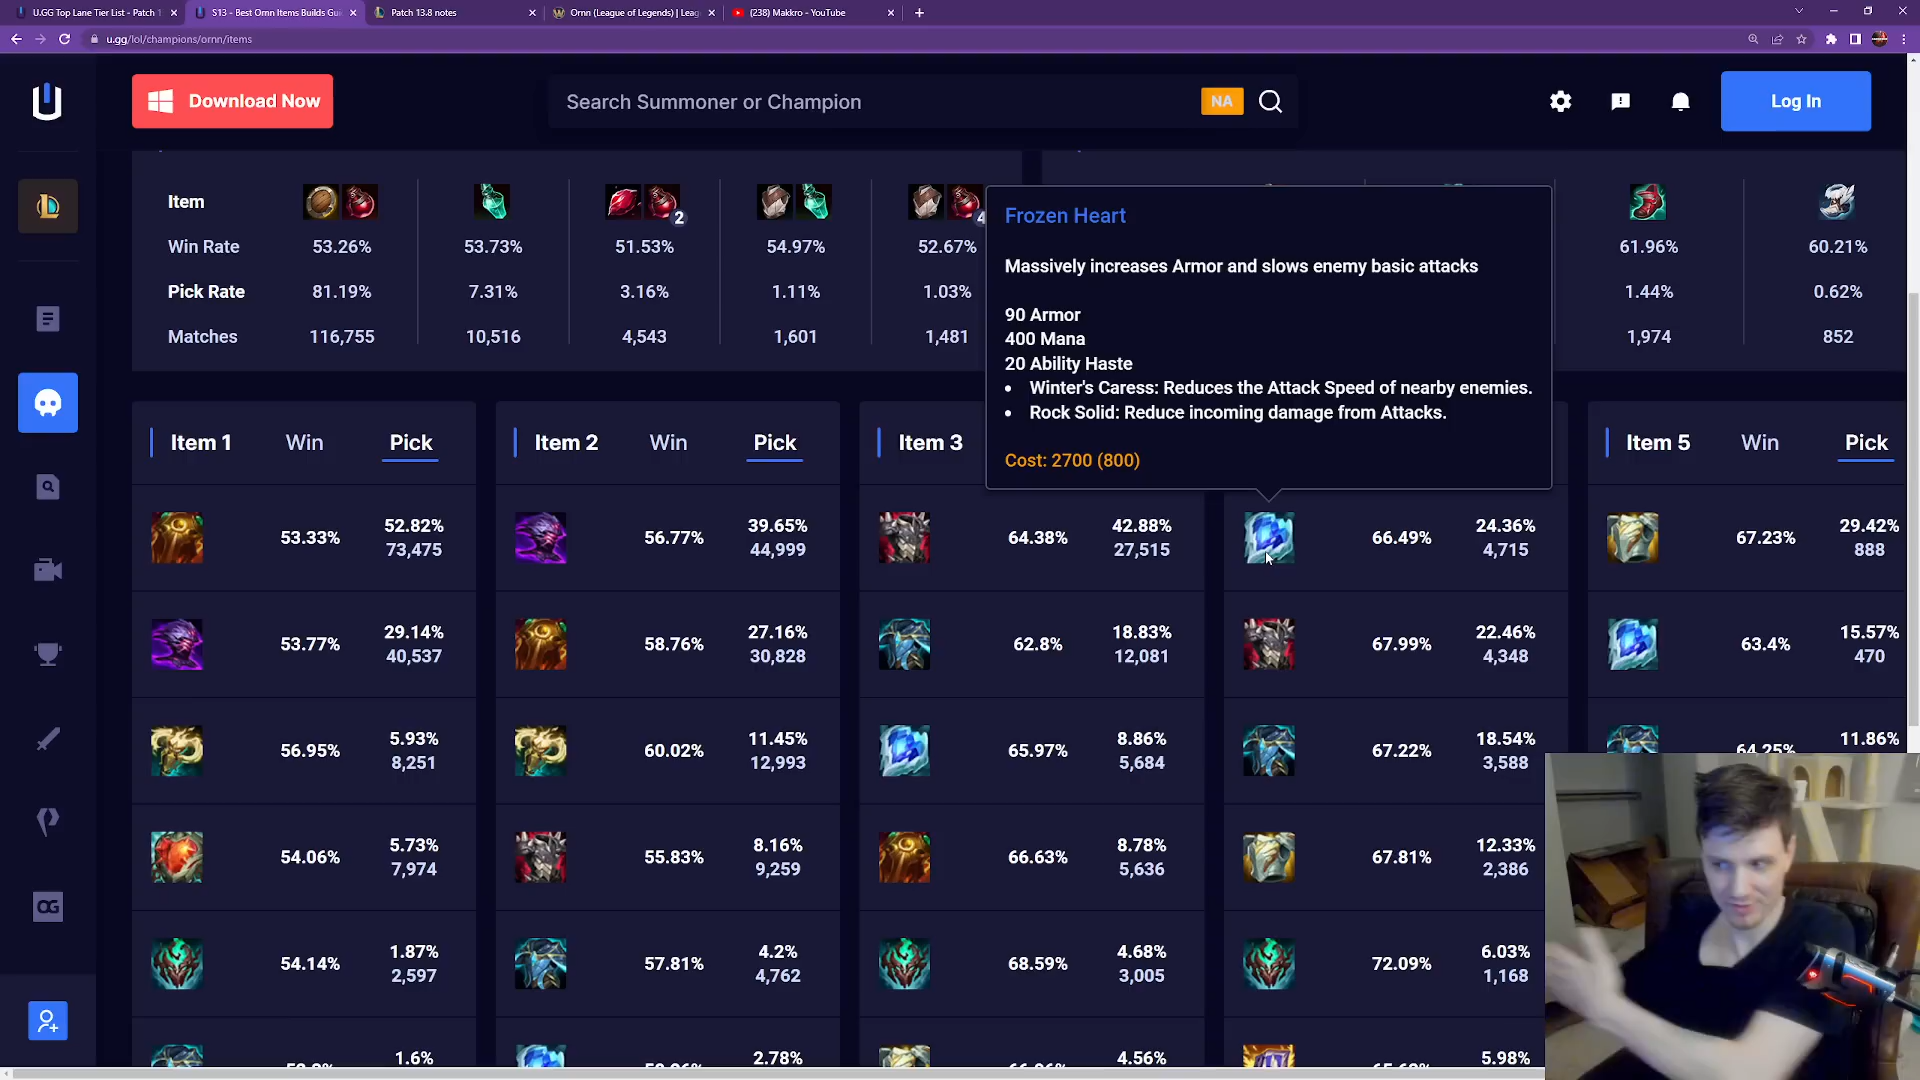 U.GG Top Lane Tier List - Patch 1
S13 - Best Ornn Items Builds Gui
Patch 13.8 notes
Ornn (League of Legends) | Leag
(238) Makkro - YouTube
u.gg/lol/champions/ornn/items
Download Now
Search Summoner or Champion
NA
Log In
Item
2
4
Win Rate 53.26% 53.73% 51.53% 54.97% 52.67% 61.96% 60.21%
Pick Rate 81.19% 7.31% 3.16% 1.11% 1.03% 1.44% 0.62%
Matches 116,755 10,516 4,543 1,601 1,481 1,974 852
Frozen Heart
Massively increases Armor and slows enemy basic attacks
90 Armor
400 Mana
20 Ability Haste
• Winter's Caress: Reduces the Attack Speed of nearby enemies.
• Rock Solid: Reduce incoming damage from Attacks.
Cost: 2700 (800)
Item 1 Win Pick
53.33% 52.82%
73,475
53.77% 29.14%
40,537
56.95% 5.93%
8,251
54.06% 5.73%
7,974
54.14% 1.87%
2,597
1.6%
Item 2 Win Pick
56.77% 39.65%
44,999
58.76% 27.16%
30,828
60.02% 11.45%
12,993
55.83% 8.16%
9,259
57.81% 4.2%
4,762
2.78%
Item 3
64.38% 42.88%
27,515
62.8% 18.83%
12,081
65.97% 8.86%
5,684
66.63% 8.78%
5,636
68.59% 4.68%
3,005
4.56%
66.49% 24.36%
4,715
67.99% 22.46%
4,348
67.22% 18.54%
3,588
67.81% 12.33%
2,386
72.09% 6.03%
1,168
5.98%
Item 5 Win Pick
67.23% 29.42%
888
63.4% 15.57%
470
64.25% 11.86%
OG